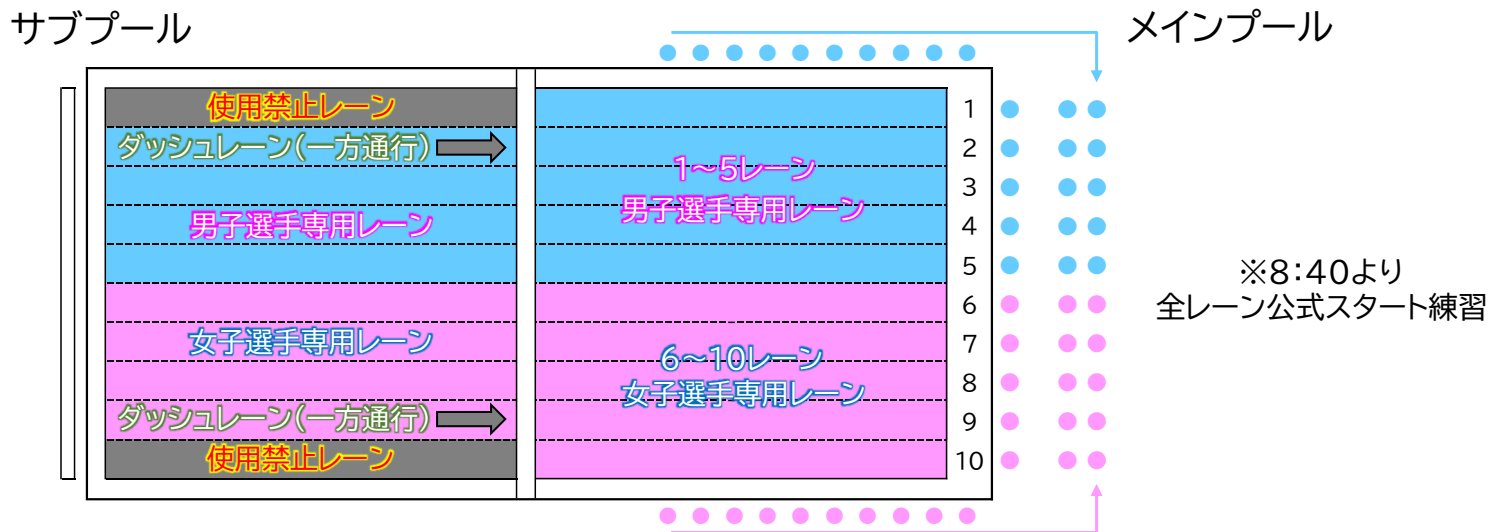 サブプール
メインプール
使用禁止レーン
ダッシュレーン(一方通行)
男子選手専用レーン
女子選手専用レーン
ダッシュレーン(一方通行)
使用禁止レーン
1～5レーン
男子選手専用レーン
6～10レーン
女子選手専用レーン
1
2
3
4
5
6
7
8
9
10
※8:40より
全レーン公式スタート練習